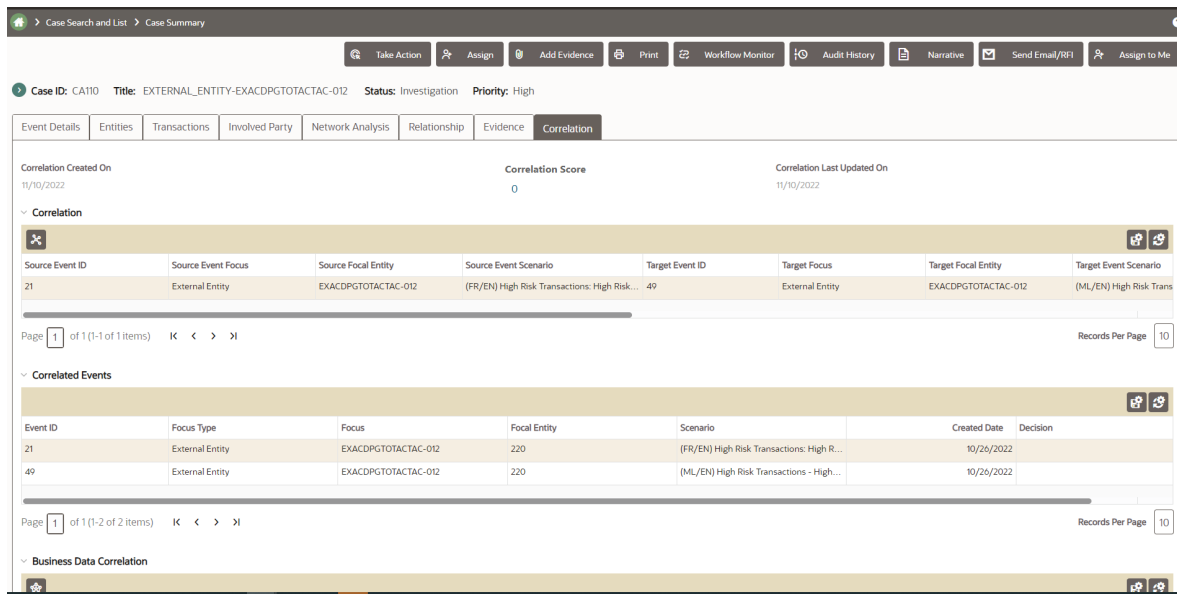 Case Search and List > Case Summary
Take Action Assign Add Evidence Print Workflow Monitor Audit History Narrative Send Email/RFI Assign to Me
Case ID: CA110 Title: EXTERNAL_ENTITY-EXACDPGTOTACTAC-012 Status: Investigation Priority: High
Event Details Entities Transactions Involved Party Network Analysis Relationship Evidence Correlation
Correlation Created On Correlation Score Correlation Last Updated On
11/10/2022 0 11/10/2022
Correlation
Source Event ID Source Event Focus Source Focal Entity Source Event Scenario Target Event ID Target Focus Target Focal Entity Target Event Scenario
21 External Entity EXACDPGTOTACTAC-012 (FR/EN) High Risk Transactions: High Risk... 49 External Entity EXACDPGTOTACTAC-012 (ML/EN) High Risk Trans
Page 1 of 1 (1-1 of 1 items) Records Per Page 10
Correlated Events
Event ID Focus Type Focus Focal Entity Scenario Created Date Decision
21 External Entity EXACDPGTOTACTAC-012 220 (FR/EN) High Risk Transactions: High R... 10/26/2022
49 External Entity EXACDPGTOTACTAC-012 220 (ML/EN) High Risk Transactions - High... 10/26/2022
Page 1 of 1 (1-2 of 2 items) Records Per Page 10
Business Data Correlation